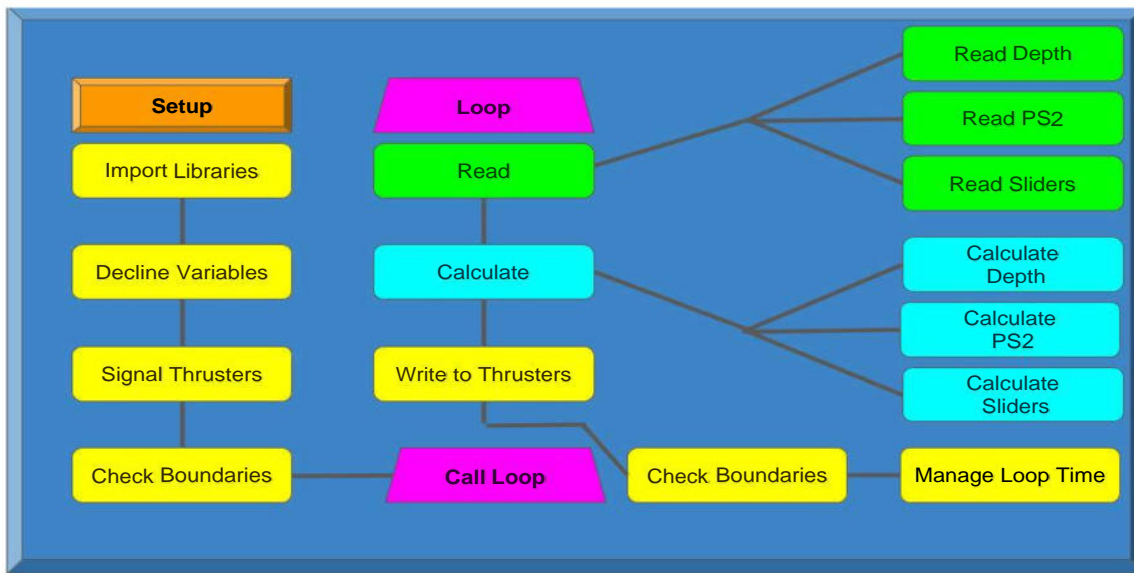 Setup
Import Libraries
Decline Variables
Signal Thrusters
Check Boundaries
Call Loop
Loop
Read
Calculate
Write to Thrusters
Check Boundaries
Manage Loop Time
Read Depth
Read PS2
Read Sliders
Calculate
Depth
Calculate
PS2
Calculate
Sliders